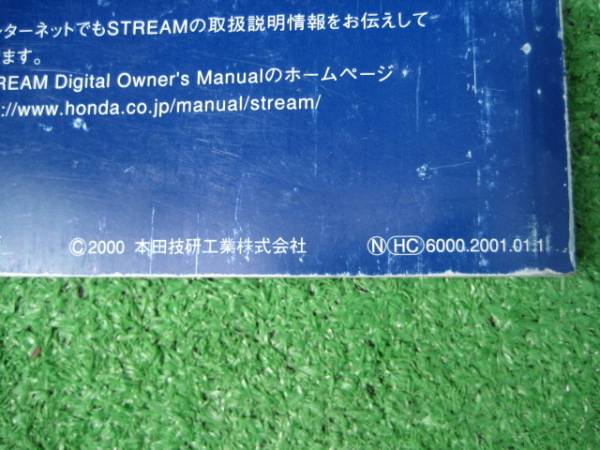 ンターネットでもSTREAMの取扱説明情報をお伝えして
ます。
REAM Digital Owner's Manualのホームページ
://www.honda.co.jp/manual/stream/
©2000 本田技研工業株式会社 Ⓝ HC 6000.2001.01